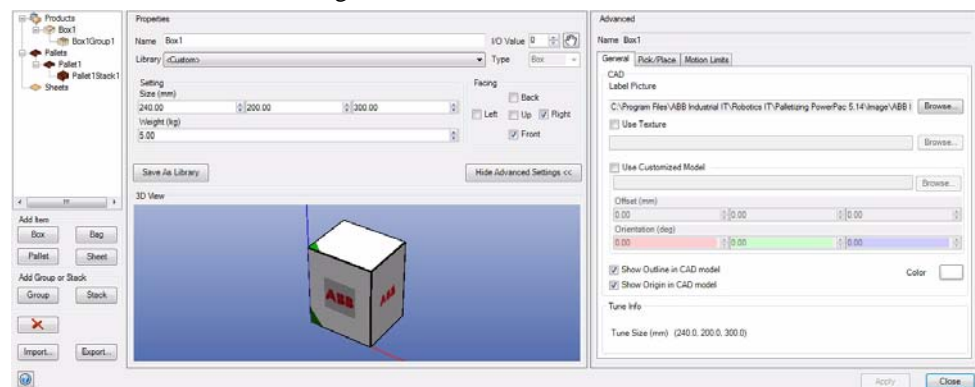 Products
Box1
Box1Group1
Pallets
Pallet1
Pallet1Stack1
Sheets
Add Item
Box
Bag
Pallet
Sheet
Add Group or Stack
Group
Stack
Import...
Export...
Properties
Name Box1
I/O Value 0
Library <Custom>
Type Box
Setting
Size (mm)
240.00 200.00 300.00
Weight (kg)
5.00
Facing
Back
Left Up Right
Front
Save As Library
Hide Advanced Settings <<
3D View
ABB
ABB
Advanced
Name Box1
General Pick/Place Motion Limits
CAD
Label Picture
C:\Program Files\ABB Industrial IT\Robotics IT\Palletizing PowerPac 5.14\Image\ABB Browse...
Use Texture
Browse...
Use Customized Model
Browse...
Offset (mm)
0.00 0.00 0.00
Orientation (deg)
0.00 0.00 0.00
Show Outline in CAD model
Color
Show Origin in CAD model
Tune Info
Tune Size (mm) (240.0, 200.0, 300.0)
Apply
Close